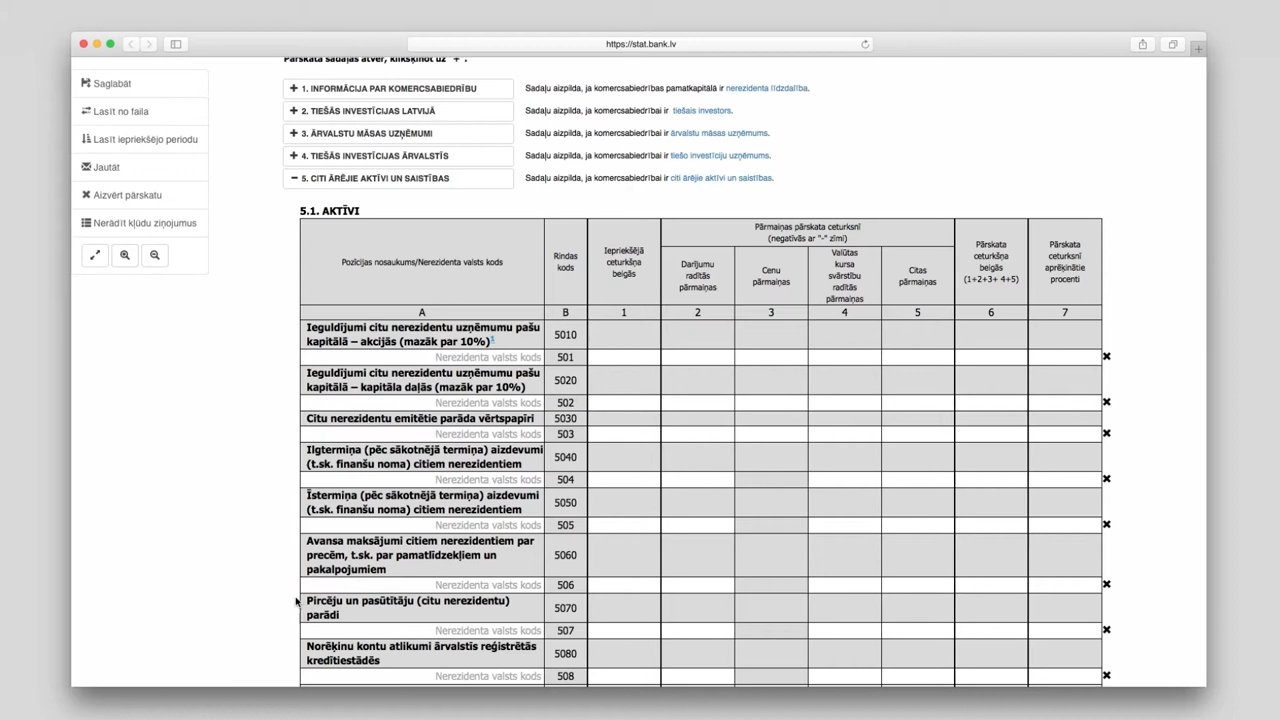 https://stat.bank.lv
Pārskata sadaļas atver, klikšķinot uz "+".
Saglabāt
Lasīt no faila
Lasīt iepriekšējo periodu
Jautāt
Aizvērt pārskatu
Nerādīt kļūdu ziņojumus
+ 1. INFORMĀCIJA PAR KOMERCSABIEDRĪBU
Sadaļu aizpilda, ja komercsabiedrības pamatkapitālā ir nerezidenta līdzdalība.
+ 2. TIEŠĀS INVESTĪCIJAS LATVIJĀ
Sadaļu aizpilda, ja komercsabiedrībai ir tiešais investors.
+ 3. ĀRVALSTU MĀSAS UZŅĒMUMI
Sadaļu aizpilda, ja komercsabiedrībai ir ārvalstu māsas uzņēmums.
+ 4. TIEŠĀS INVESTĪCIJAS ĀRVALSTĪS
Sadaļu aizpilda, ja komercsabiedrībai ir tiešo investīciju uzņēmums.
− 5. CITI ĀRĒJIE AKTĪVI UN SAISTĪBAS
Sadaļu aizpilda, ja komercsabiedrībai ir citi ārējie aktīvi un saistības.
5.1. AKTĪVI
Pozīcijas nosaukums/Nerezidenta valsts kods
Rindas
kods
Iepriekšējā
ceturkšņa
beigās
Pārmaiņas pārskata ceturksnī
(negatīvās ar "-" zīmi)
Darījumu
radītās
pārmaiņas
Cenu
pārmaiņas
Valūtas
kursa
svārstību
radītās
pārmaiņas
Citas
pārmaiņas
Pārskata
ceturkšņa
beigās
(1+2+3+ 4+5)
Pārskata
ceturksnī
aprēķinātie
procenti
A B 1 2 3 4 5 6 7
Ieguldījumi citu nerezidentu uzņēmumu pašu
kapitālā – akcijās (mazāk par 10%)1
5010
Nerezidenta valsts kods 501
Ieguldījumi citu nerezidentu uzņēmumu pašu
kapitālā – kapitāla daļās (mazāk par 10%)
5020
Nerezidenta valsts kods 502
Citu nerezidentu emitētie parāda vērtspapīri 5030
Nerezidenta valsts kods 503
Ilgtermiņa (pēc sākotnējā termiņa) aizdevumi
(t.sk. finanšu noma) citiem nerezidentiem
5040
Nerezidenta valsts kods 504
Īstermiņa (pēc sākotnējā termiņa) aizdevumi
(t.sk. finanšu noma) citiem nerezidentiem
5050
Nerezidenta valsts kods 505
Avansa maksājumi citiem nerezidentiem par
precēm, t.sk. par pamatlīdzekļiem un
pakalpojumiem
5060
Nerezidenta valsts kods 506
Pircēju un pasūtītāju (citu nerezidentu)
parādi
5070
Nerezidenta valsts kods 507
Norēķinu kontu atlikumi ārvalstīs reģistrētās
kredītiestādēs
5080
Nerezidenta valsts kods 508